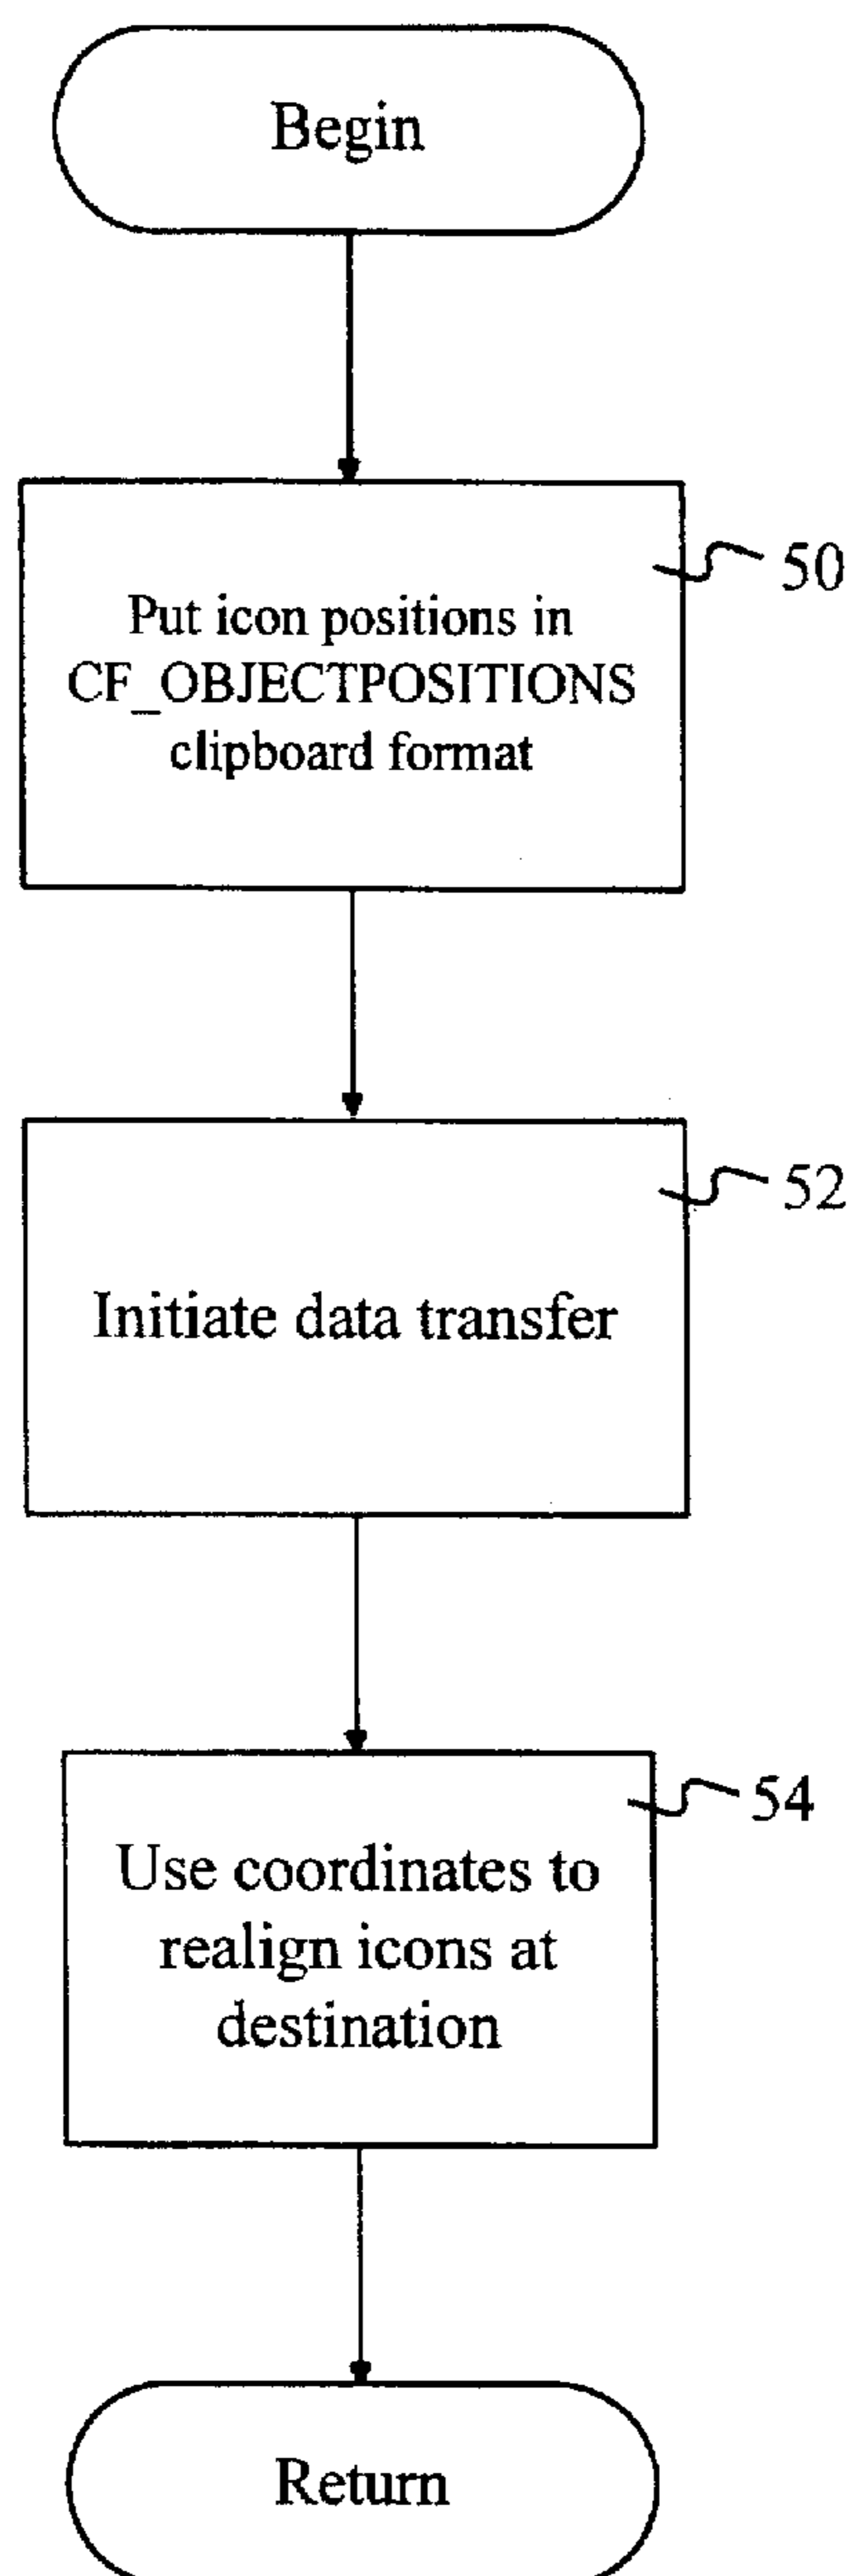 Begin
50
Put icon positions in
CF_OBJECTPOSITIONS
clipboard format
52
Initiate data transfer
54
Use coordinates to
realign icons at
destination
Return